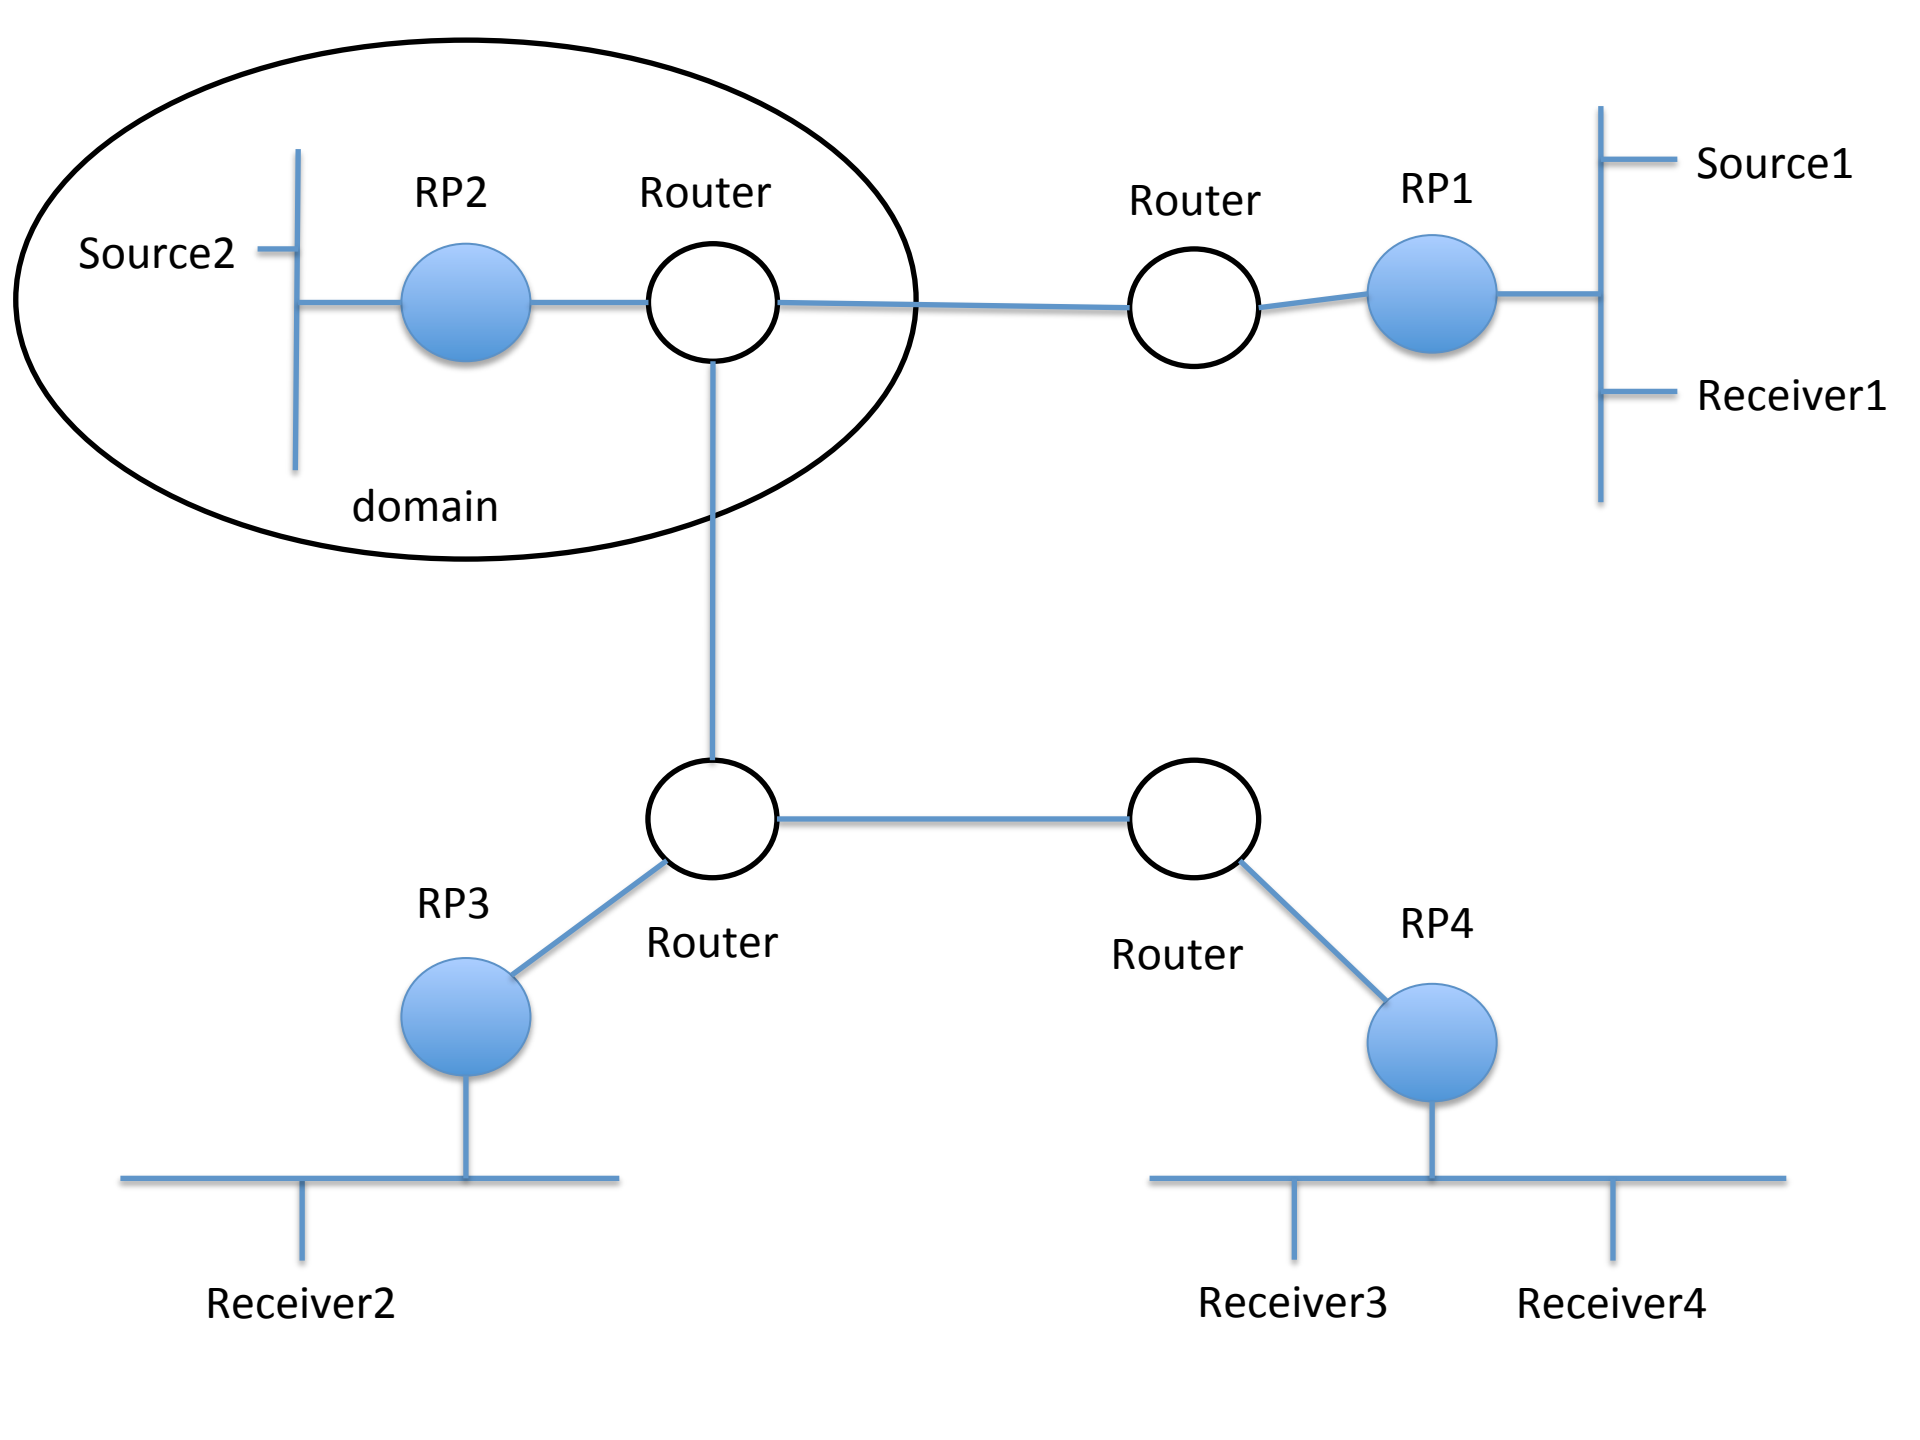 Source1
RP2
Router
RP1
Router
Source2
Receiver1
domain
RP3
RP4
Router
Router
Receiver2
Receiver3
Receiver4